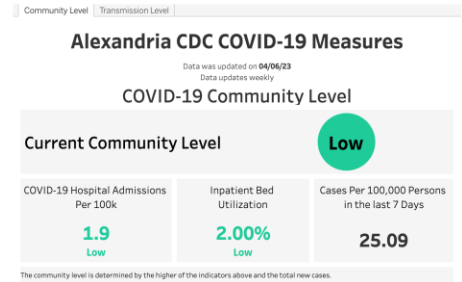 Community Level
Transmission Level
Alexandria CDC COVID-19 Measures
Data was updated on 04/06/23
Data updates weekly
COVID-19 Community Level
Current Community Level
Low
COVID-19 Hospital Admissions
Per 100k
1.9
Low
Inpatient Bed
Utilization
2.00%
Low
Cases Per 100,000 Persons
in the last 7 Days
25.09
The community level is determined by the higher of the indicators above and the total new cases.